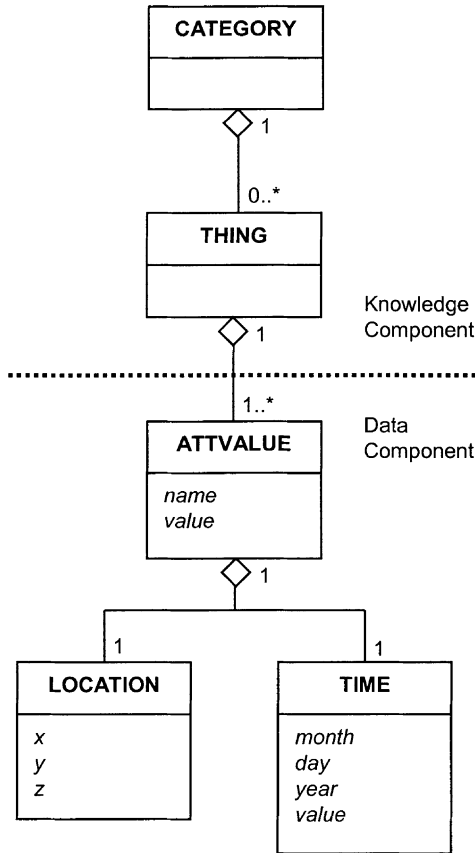 CATEGORY
1
0..*
THING
1
Knowledge
Component
1..*
Data
Component
ATTVALUE
name
value
1
1
1
LOCATION
x
y
z
TIME
month
day
year
value